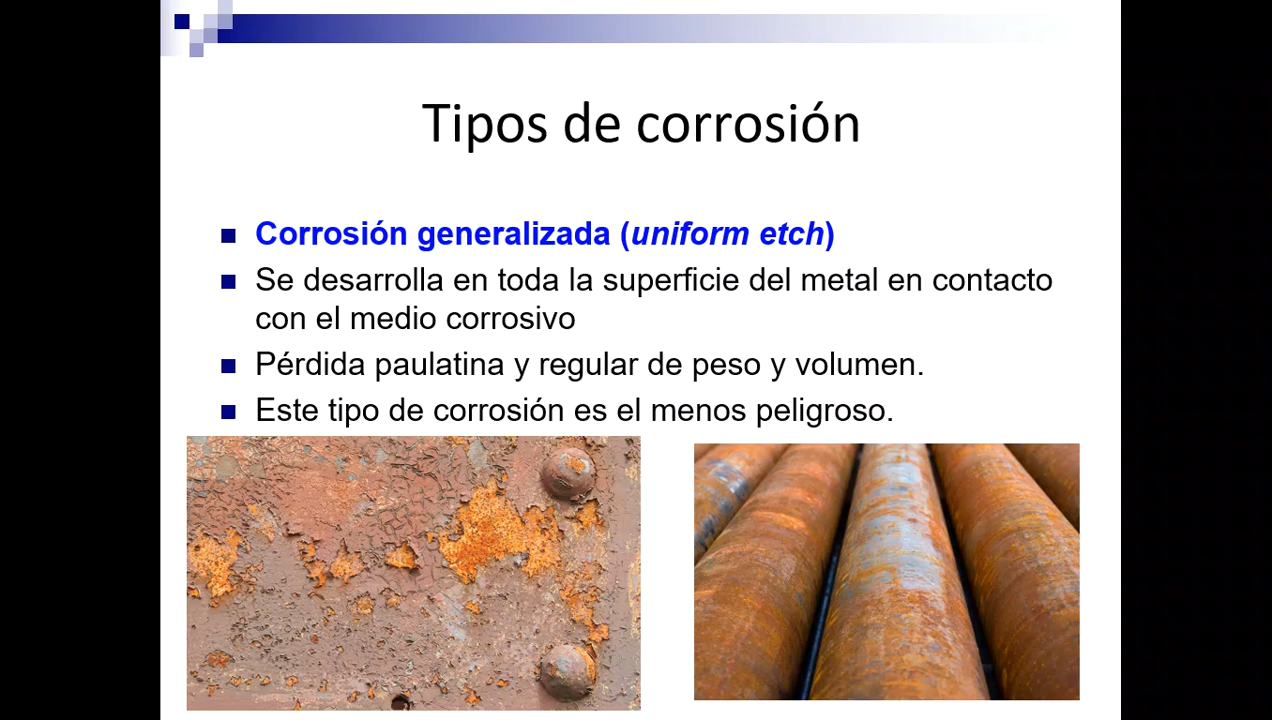 Tipos de corrosión
Corrosión generalizada (uniform etch)
Se desarrolla en toda la superficie del metal en contacto
con el medio corrosivo
Pérdida paulatina y regular de peso y volumen.
Este tipo de corrosión es el menos peligroso.